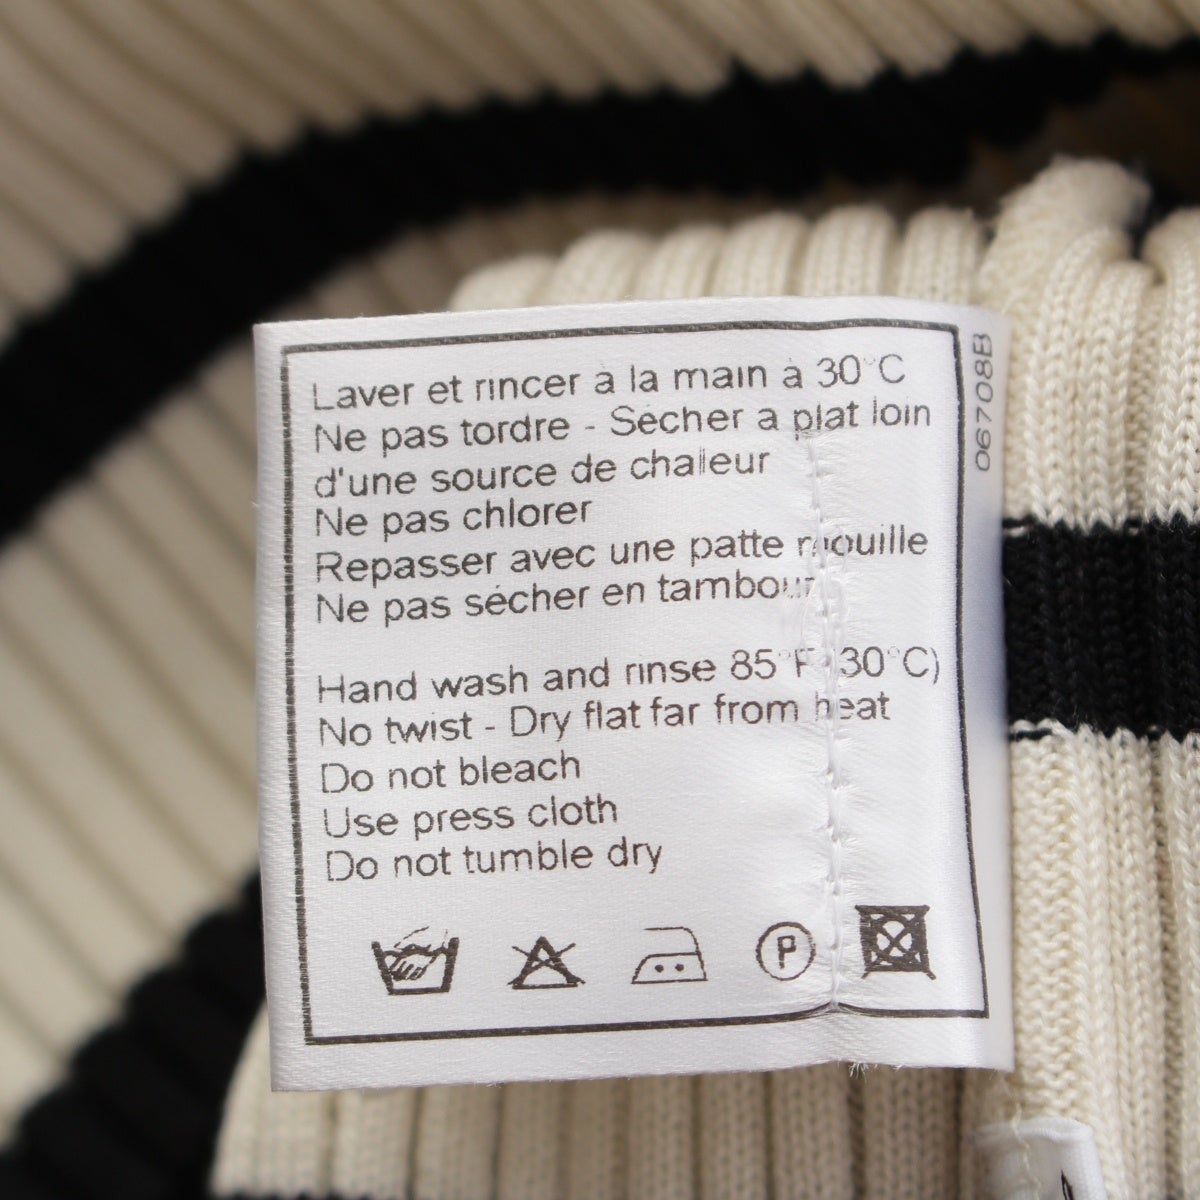 Laver et rincer à la main à 30°C
Ne pas tordre - Sécher a plat loin
d'une source de chaleur
Ne pas chlorer
Repasser avec une patte mouille
Ne pas sécher en tambour
Hand wash and rinse 85°F (30°C)
No twist - Dry flat far from heat
Do not bleach
Use press cloth
Do not tumble dry
P
06708B